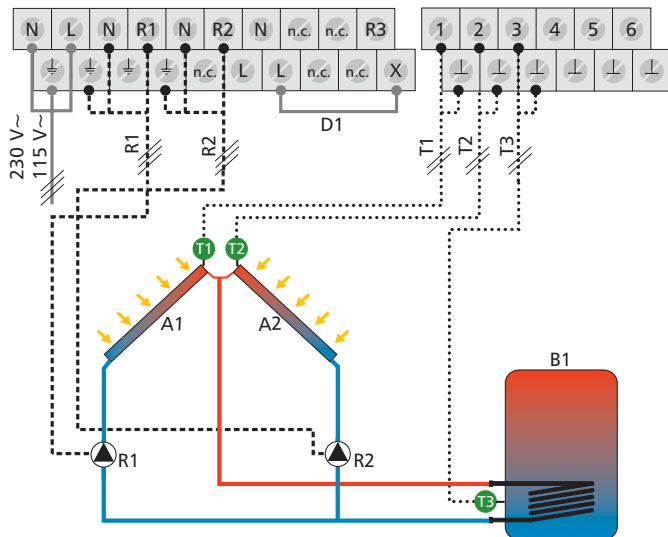 N L N R1 N R2 N n.c. n.c. R3
1 2 3 4 5 6
n.c. L L n.c. n.c. X
D1
230 V~
115 V~
R1
R2
T1
T2
T3
T1 T2
A1 A2
B1
R1 R2
T3